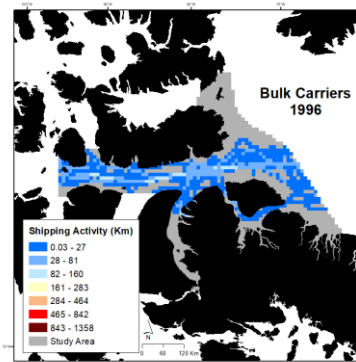 Bulk Carriers
1996
Shipping Activity (Km)
0.03 - 27
28 - 81
82 - 160
161 - 283
284 - 464
465 - 842
843 - 1358
Study Area
N
0 60 120 Km